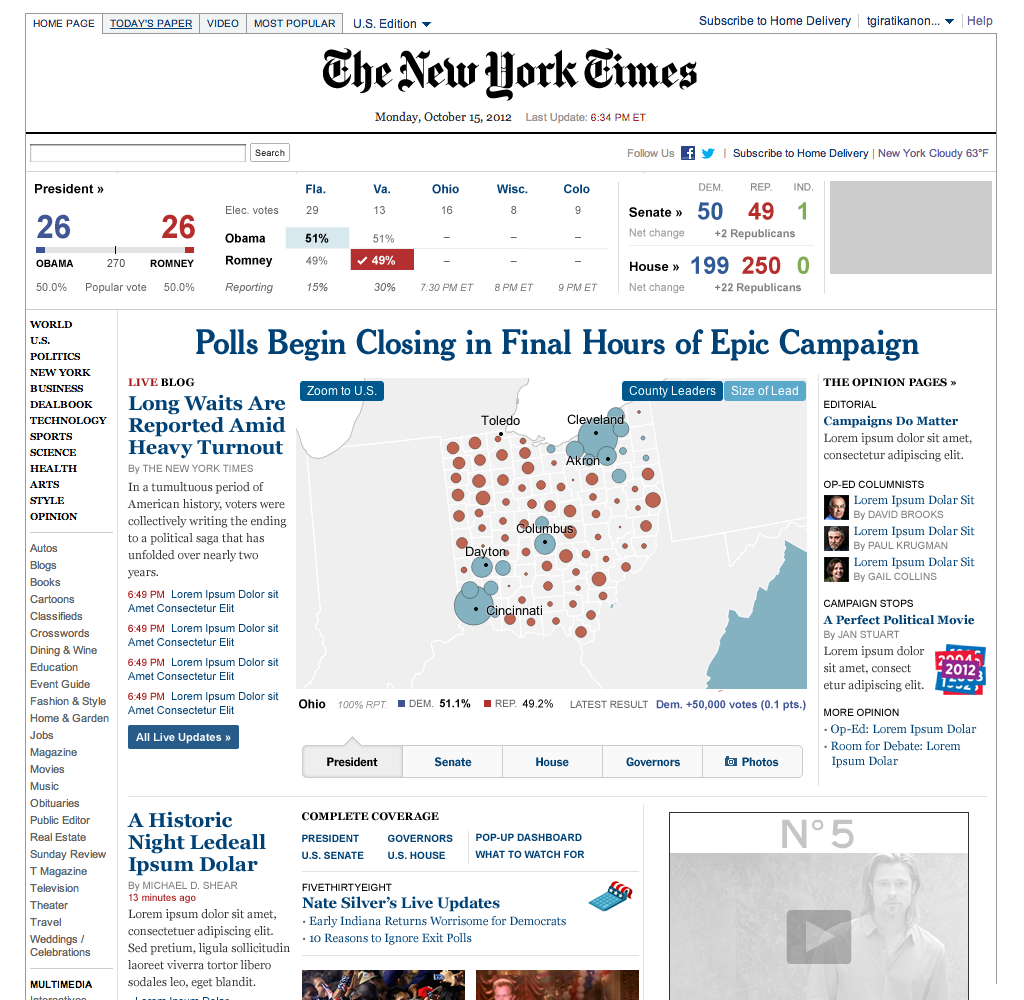 HOME PAGE TODAY'S PAPER VIDEO MOST POPULAR U.S. Edition
Subscribe to Home Delivery tgiratikanon... Help
The New York Times
Monday, October 15, 2012 Last Update: 6:34 PM ET
Search
Follow Us | Subscribe to Home Delivery | New York Cloudy 63°F
President »
26 26
OBAMA 270 ROMNEY
50.0% Popular vote 50.0%
Fla. Va. Ohio Wisc. Colo
Elec. votes 29 13 16 8 9
Obama 51% 51% – – –
Romney 49% ✓ 49% – – –
Reporting 15% 30% 7:30 PM ET 8 PM ET 9 PM ET
DEM. REP. IND.
Senate » 50 49 1
Net change +2 Republicans
House » 199 250 0
Net change +22 Republicans
WORLD
U.S.
POLITICS
NEW YORK
BUSINESS
DEALBOOK
TECHNOLOGY
SPORTS
SCIENCE
HEALTH
ARTS
STYLE
OPINION
Autos
Blogs
Books
Cartoons
Classifieds
Crosswords
Dining & Wine
Education
Event Guide
Fashion & Style
Home & Garden
Jobs
Magazine
Movies
Music
Obituaries
Public Editor
Real Estate
Sunday Review
T Magazine
Television
Theater
Travel
Weddings /
Celebrations
MULTIMEDIA
Interactives
Polls Begin Closing in Final Hours of Epic Campaign
LIVE BLOG
Long Waits Are
Reported Amid
Heavy Turnout
By THE NEW YORK TIMES
In a tumultuous period of
American history, voters were
collectively writing the ending
to a political saga that has
unfolded over nearly two
years.
6:49 PM Lorem Ipsum Dolor sit
Amet Consectetur Elit
6:49 PM Lorem Ipsum Dolor sit
Amet Consectetur Elit
6:49 PM Lorem Ipsum Dolor sit
Amet Consectetur Elit
6:49 PM Lorem Ipsum Dolor sit
Amet Consectetur Elit
All Live Updates »
Zoom to U.S.
County Leaders Size of Lead
Toledo
Cleveland
Akron
Columbus
Dayton
Cincinnati
Ohio 100% RPT. DEM. 51.1% REP. 49.2% LATEST RESULT Dem. +50,000 votes (0.1 pts.)
President Senate House Governors Photos
THE OPINION PAGES »
EDITORIAL
Campaigns Do Matter
Lorem ipsum dolor sit amet,
consectetur adipiscing elit.
OP-ED COLUMNISTS
Lorem Ipsum Dolar Sit
By DAVID BROOKS
Lorem Ipsum Dolar Sit
By PAUL KRUGMAN
Lorem Ipsum Dolar Sit
By GAIL COLLINS
CAMPAIGN STOPS
A Perfect Political Movie
By JAN STUART
Lorem ipsum dolor
sit amet, consect
etur adipiscing elit.
2012
MORE OPINION
· Op-Ed: Lorem Ipsum Dolar
· Room for Debate: Lorem
Ipsum Dolar
A Historic
Night Ledeall
Ipsum Dolar
By MICHAEL D. SHEAR
13 minutes ago
Lorem ipsum dolor sit amet,
consectetuer adipiscing elit.
Sed pretium, ligula sollicitudin
laoreet viverra tortor libero
sodales leo, eget blandit.
· Lorem Ipsum Dolar
COMPLETE COVERAGE
PRESIDENT GOVERNORS POP-UP DASHBOARD
U.S. SENATE U.S. HOUSE WHAT TO WATCH FOR
FIVETHIRTYEIGHT
Nate Silver's Live Updates
· Early Indiana Returns Worrisome for Democrats
· 10 Reasons to Ignore Exit Polls
N°5